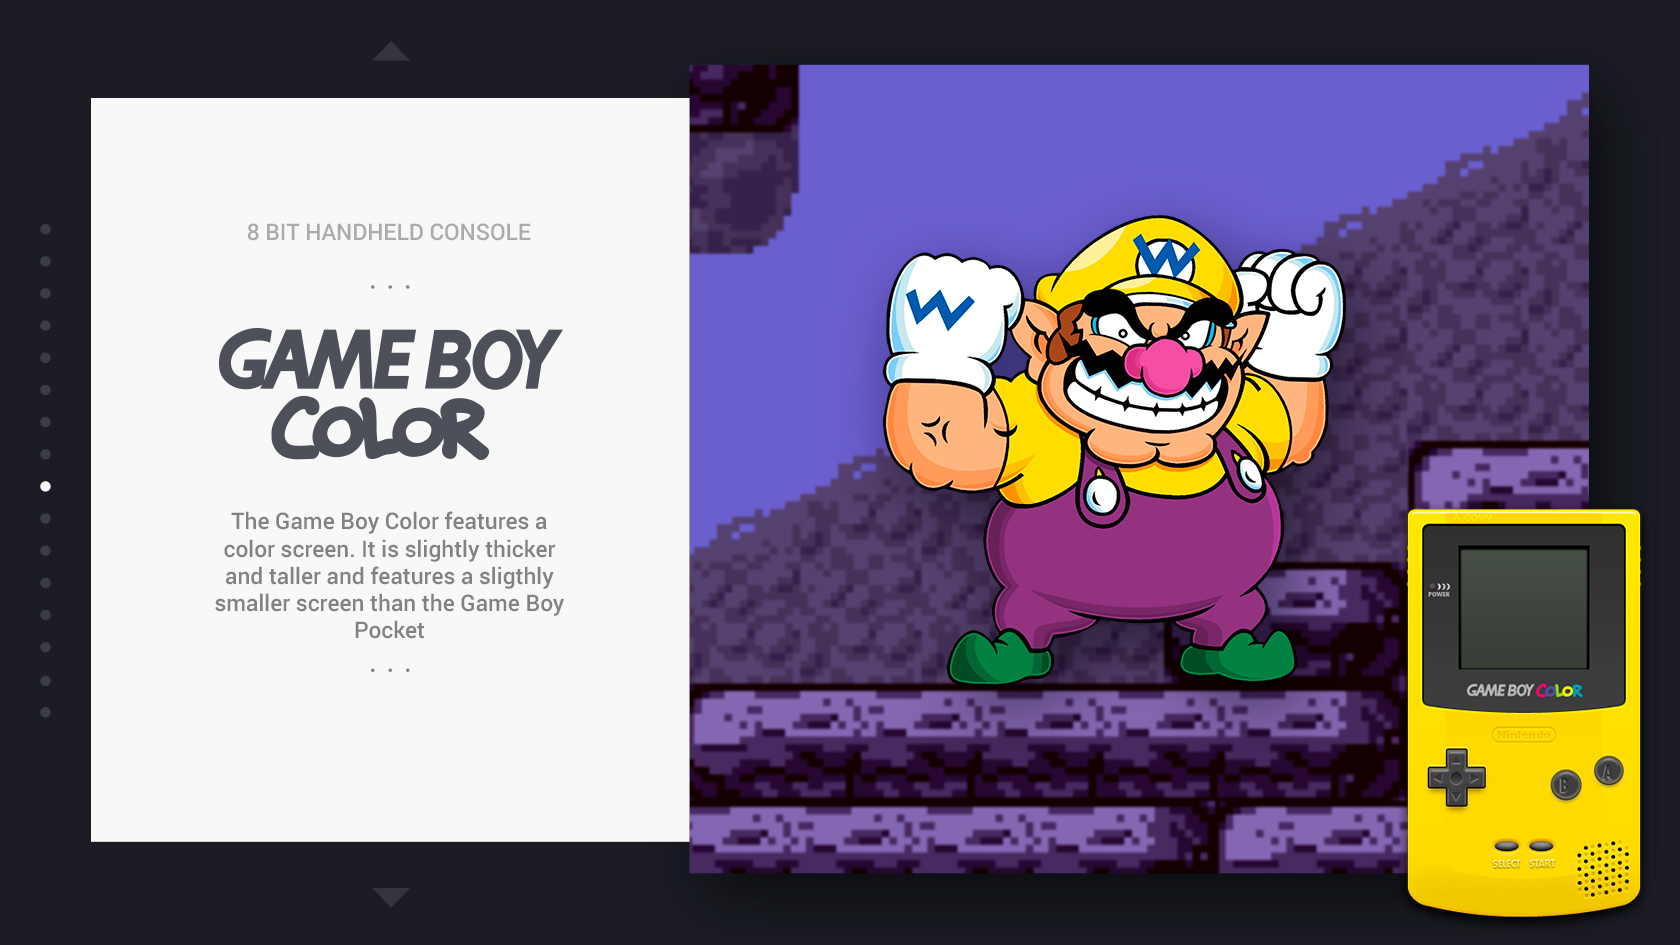 8 BIT HANDHELD CONSOLE
. . .
GAME BOY
COLOR
The Game Boy Color features a
color screen. It is slightly thicker
and taller and features a sligthly
smaller screen than the Game Boy
Pocket
. . .
W
W
POWER
GAME BOY COLOR
Nintendo
B
A
SELECT START